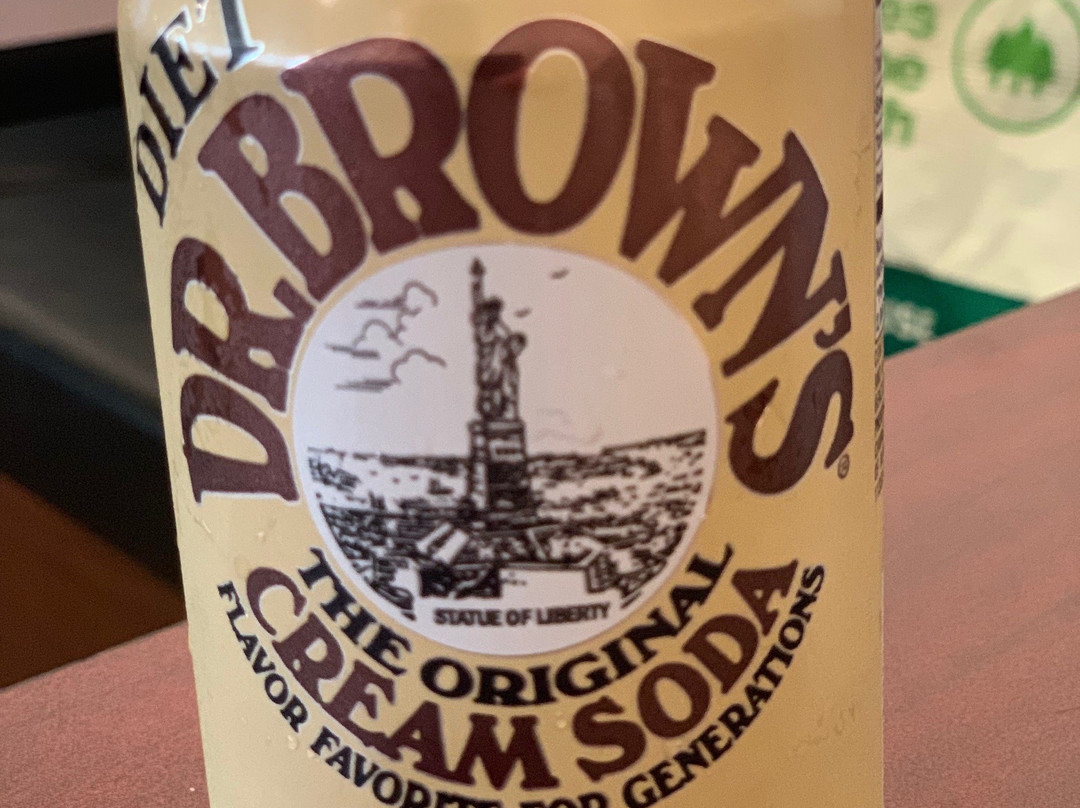 DIET
DR. BROWN'S®
STATUE OF LIBERTY
THE ORIGINAL
CREAM SODA
FLAVOR FAVORITE FOR GENERATIONS